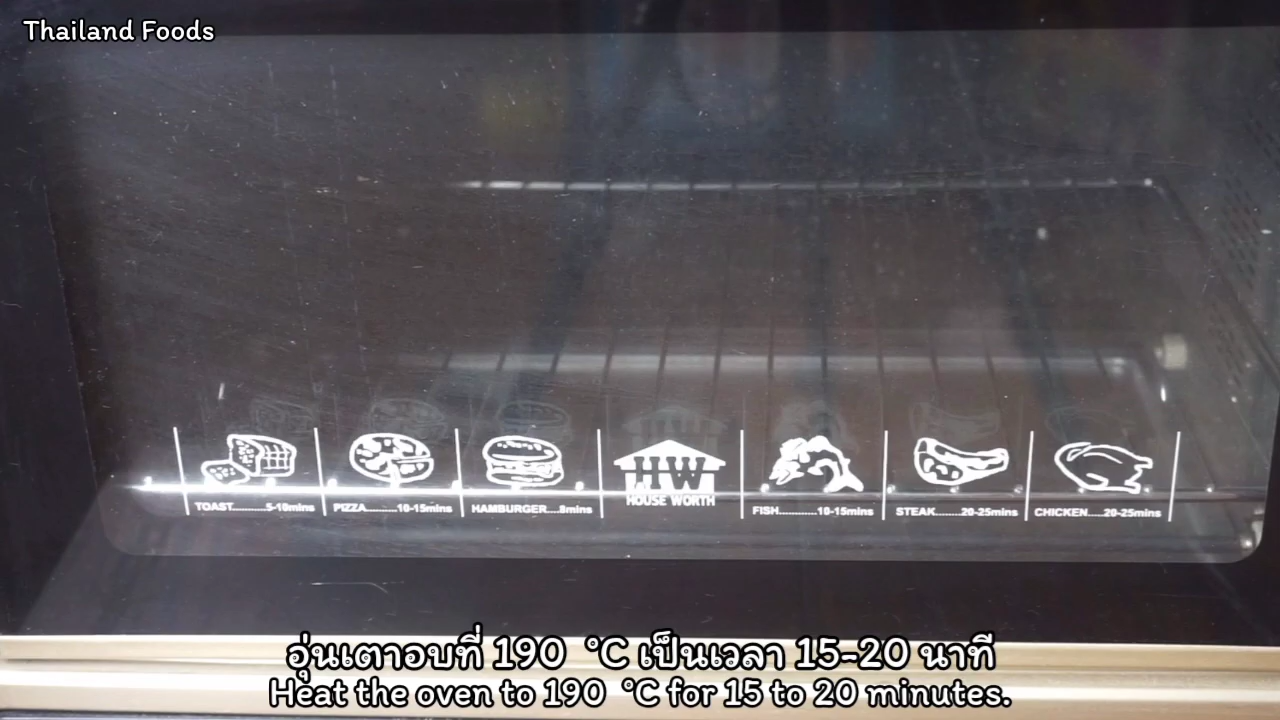 Thailand Foods
HW
HOUSE WORTH
TOAST.........5-10mins
PIZZA.........10-15mins
HAMBURGER....8mins
FISH............10-15mins
STEAK........20-25mins
CHICKEN.....20-25mins
อุ่นเตาอบที่ 190 °C เป็นเวลา 15-20 นาที
Heat the oven to 190 °C for 15 to 20 minutes.